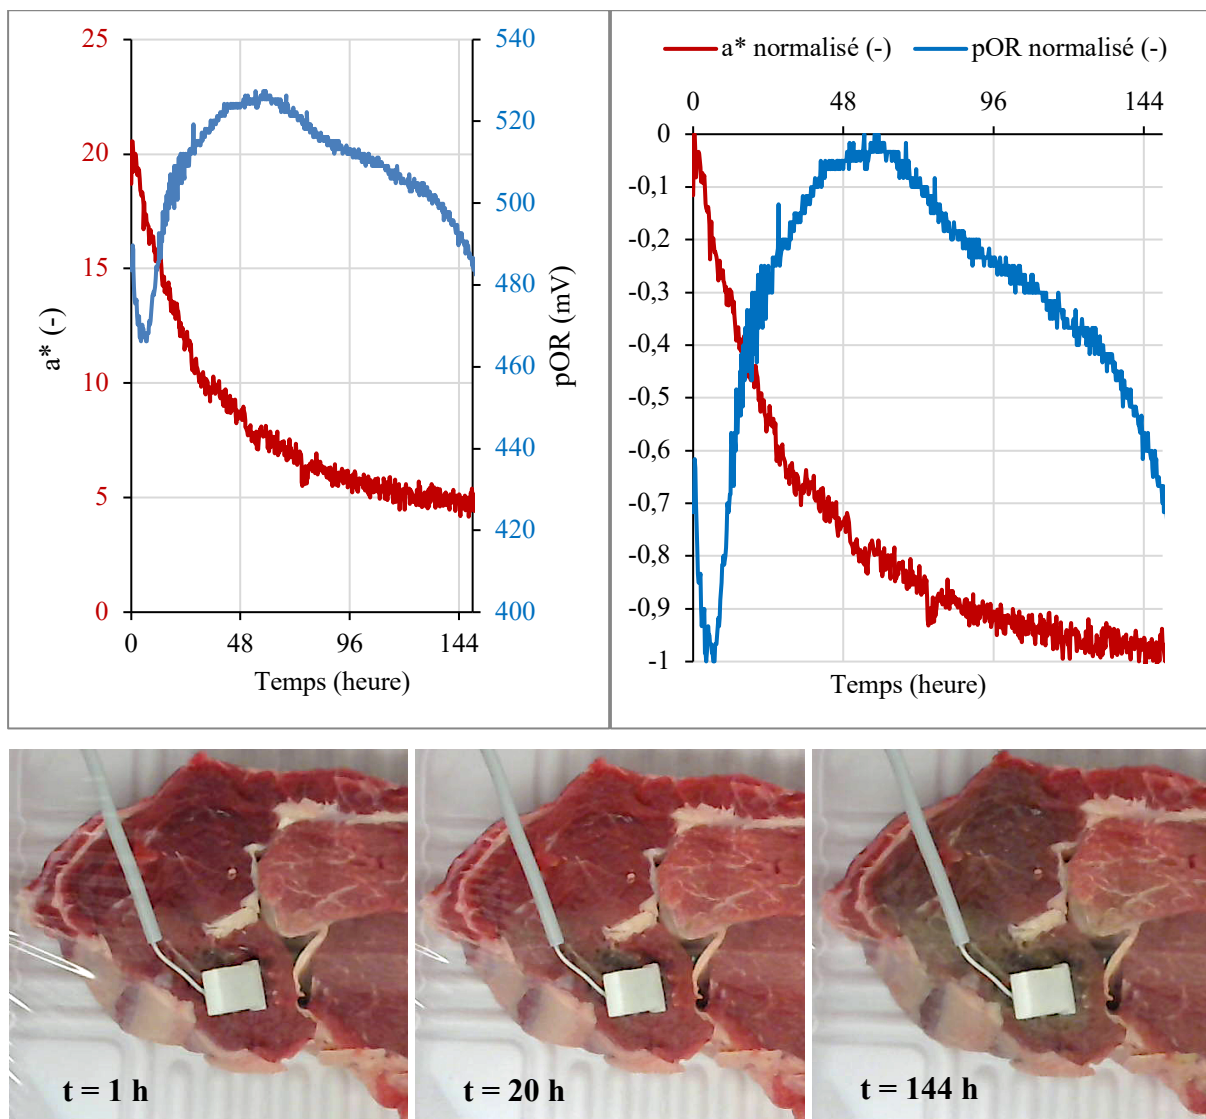 25
20
15
10
5
0
a* (-)
540
520
500
480
460
440
420
400
pOR (mV)
0 48 96 144
Temps (heure)
a* normalisé (-) pOR normalisé (-)
0 48 96 144
0
-0,1
-0,2
-0,3
-0,4
-0,5
-0,6
-0,7
-0,8
-0,9
-1
Temps (heure)
t = 1 h
t = 20 h
t = 144 h